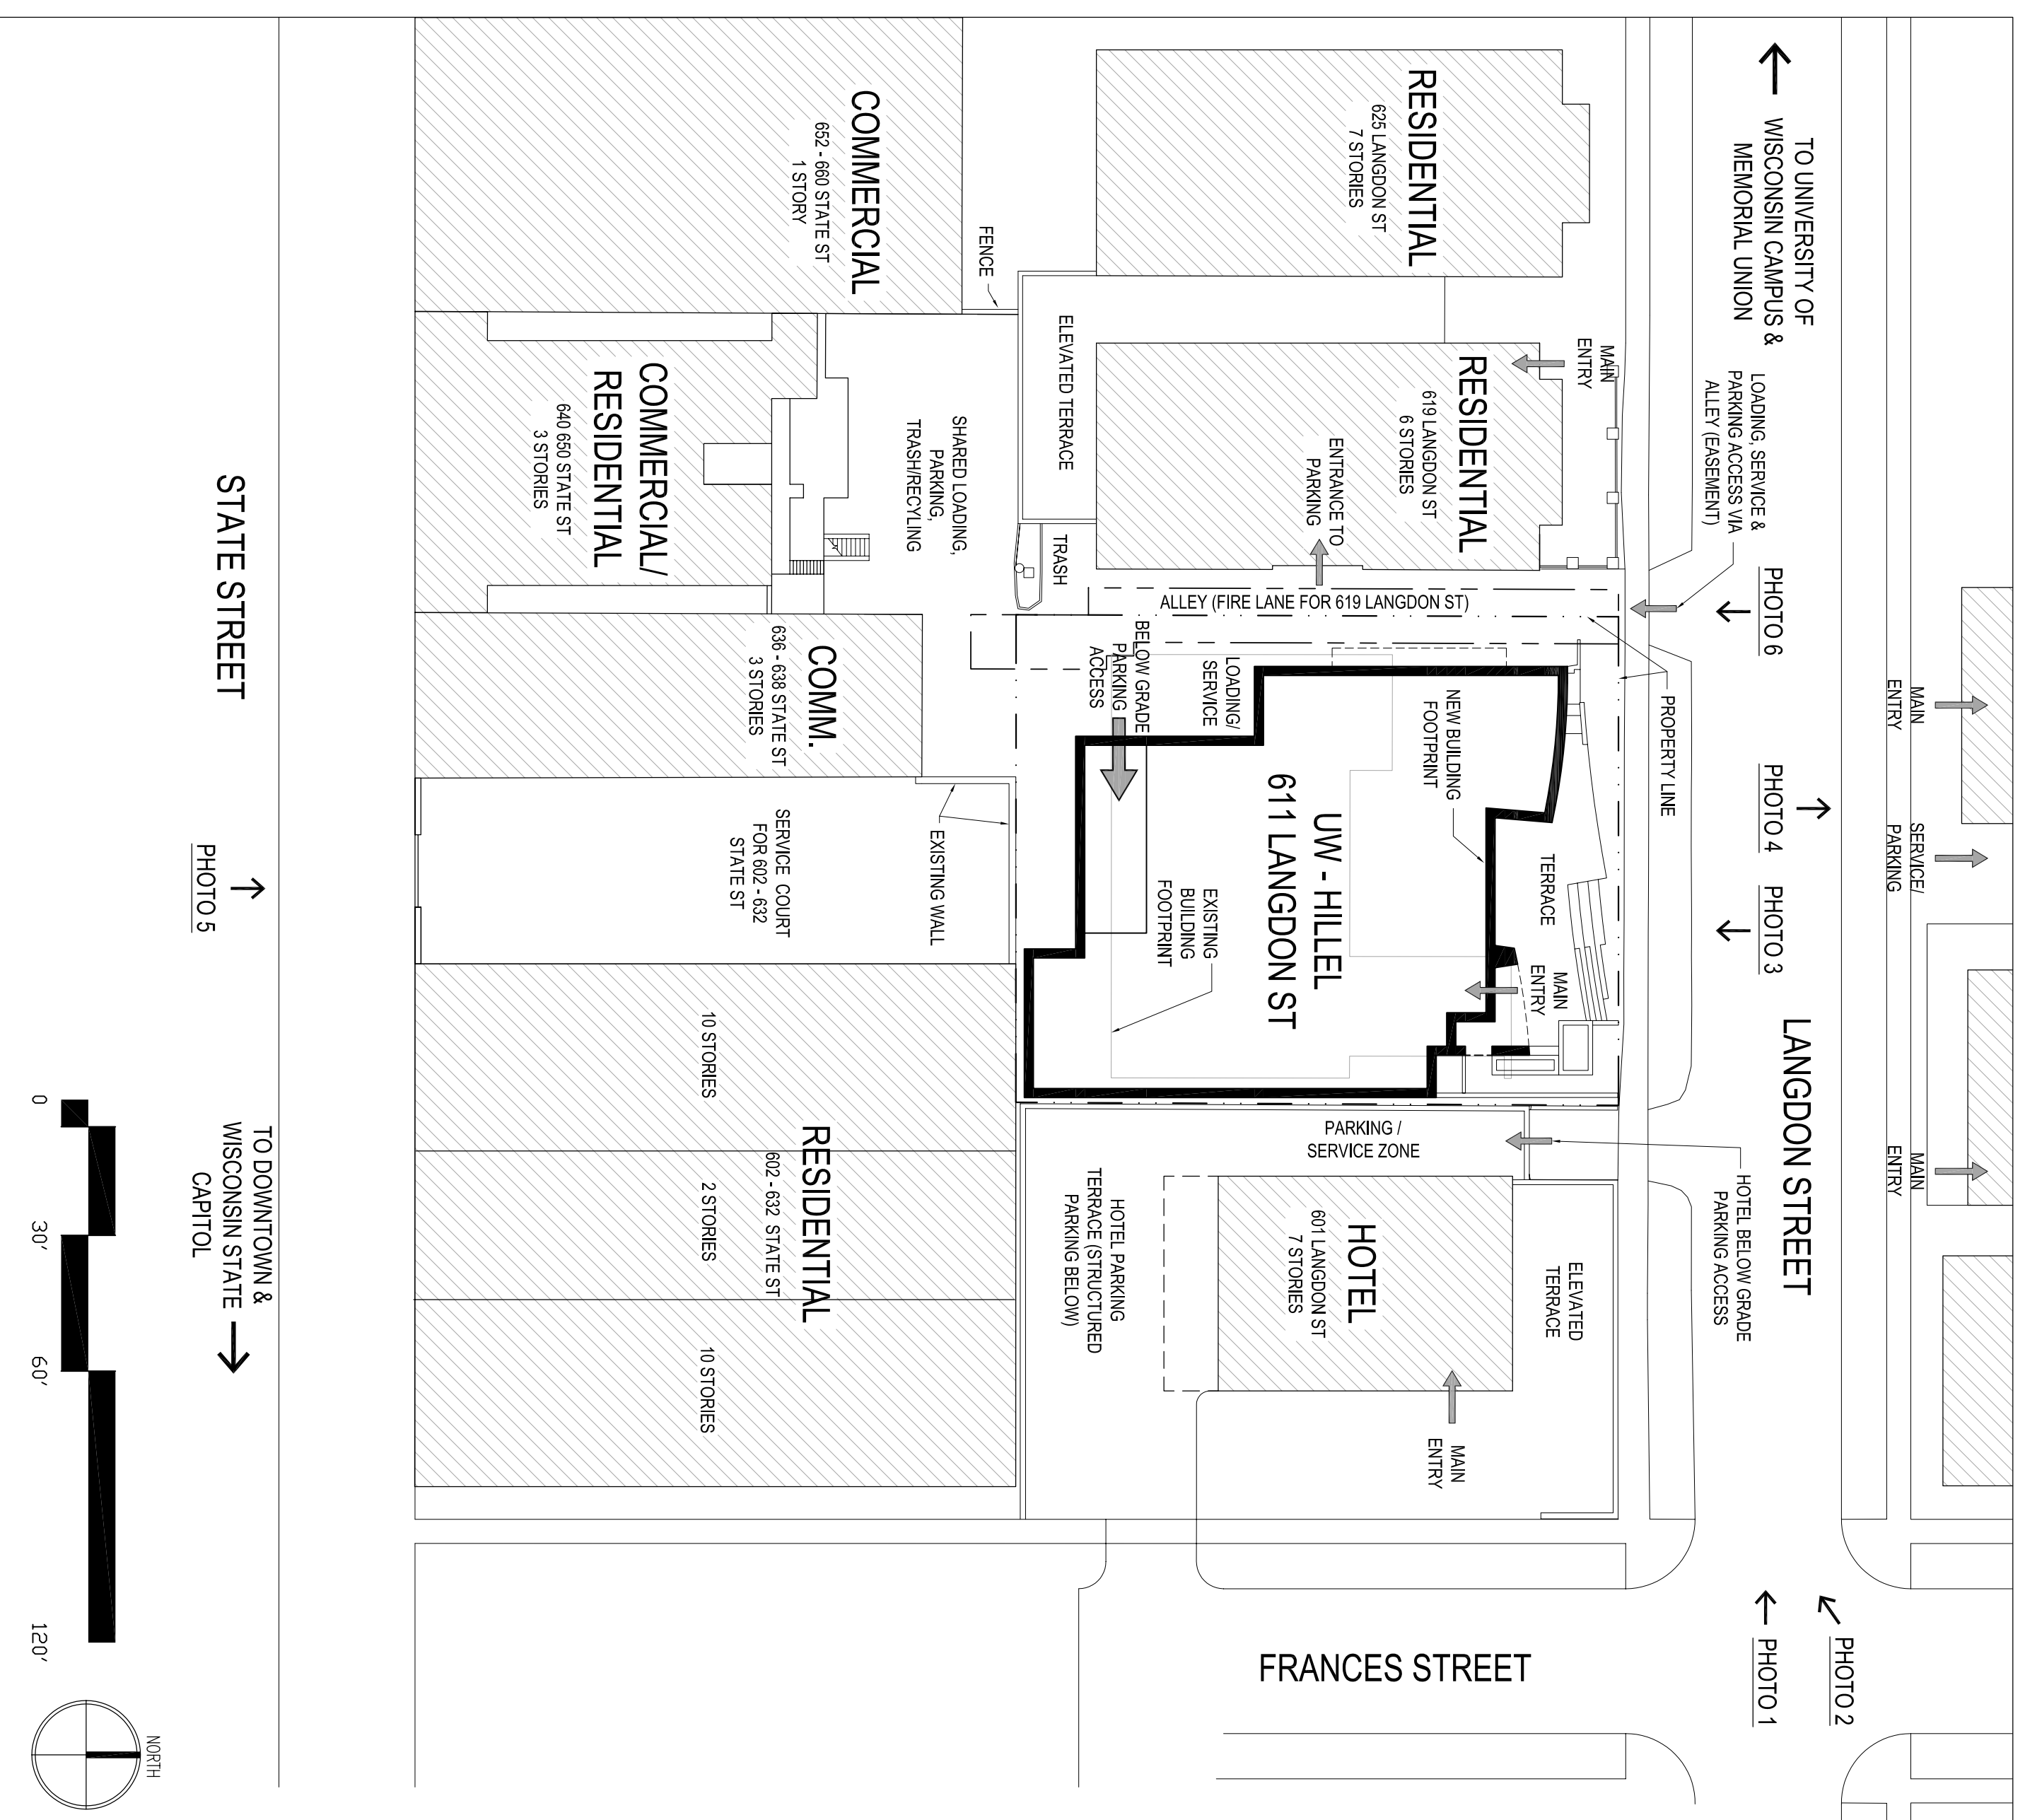 TO UNIVERSITY OF
WISCONSIN CAMPUS &
MEMORIAL UNION
LOADING, SERVICE &
PARKING ACCESS VIA
ALLEY (EASEMENT)
PHOTO 6
PHOTO 4
PHOTO 3
LANGDON STREET
HOTEL BELOW GRADE
PARKING ACCESS
PHOTO 2
PHOTO 1
MAIN
ENTRY
SERVICE/
PARKING
MAIN
ENTRY
RESIDENTIAL
625 LANGDON ST
7 STORIES
MAIN
ENTRY
RESIDENTIAL
619 LANGDON ST
6 STORIES
ENTRANCE TO
PARKING
ALLEY (FIRE LANE FOR 619 LANGDON ST)
PROPERTY LINE
NEW BUILDING
FOOTPRINT
TERRACE
MAIN
ENTRY
UW - HILLEL
611 LANGDON ST
LOADING/
SERVICE
BELOW GRADE
PARKING
ACCESS
EXISTING
BUILDING
FOOTPRINT
PARKING /
SERVICE ZONE
ELEVATED
TERRACE
HOTEL
601 LANGDON ST
7 STORIES
MAIN
ENTRY
HOTEL PARKING
TERRACE (STRUCTURED
PARKING BELOW)
FRANCES STREET
FENCE
ELEVATED TERRACE
TRASH
SHARED LOADING,
PARKING,
TRASH/RECYLING
EXISTING WALL
COMMERCIAL
652 - 660 STATE ST
1 STORY
COMMERCIAL/
RESIDENTIAL
640 650 STATE ST
3 STORIES
COMM.
636 - 638 STATE ST
3 STORIES
SERVICE COURT
FOR 602 - 632
STATE ST
RESIDENTIAL
602 - 632 STATE ST
10 STORIES
2 STORIES
10 STORIES
STATE STREET
PHOTO 5
TO DOWNTOWN &
WISCONSIN STATE
CAPITOL
0
30'
60'
120'
NORTH